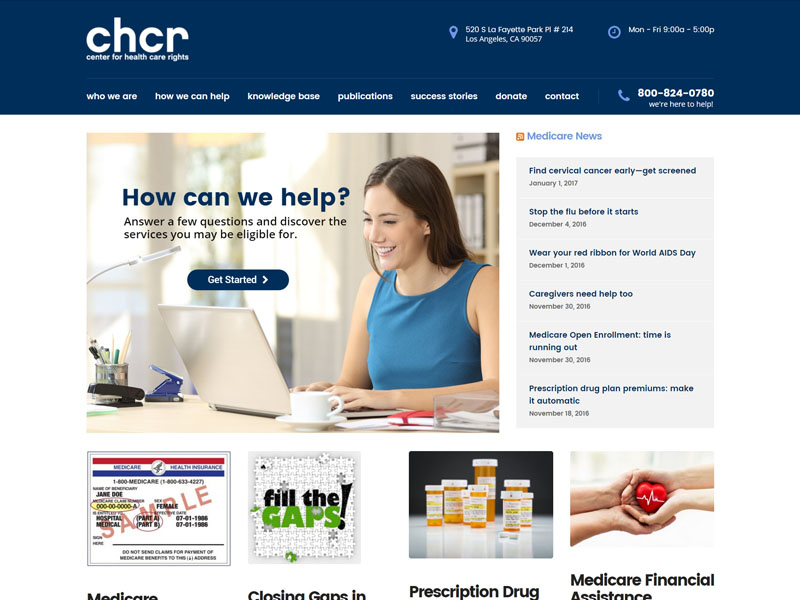 chcr
center for health care rights
520 S La Fayette Park Pl # 214
Los Angeles, CA 90057
Mon - Fri 9:00a - 5:00p
who we are
how we can help
knowledge base
publications
success stories
donate
contact
800-824-0780
we're here to help!
How can we help?
Answer a few questions and discover the
services you may be eligible for.
Get Started
Medicare News
Find cervical cancer early—get screened
January 1, 2017
Stop the flu before it starts
December 4, 2016
Wear your red ribbon for World AIDS Day
December 1, 2016
Caregivers need help too
November 30, 2016
Medicare Open Enrollment: time is
running out
November 30, 2016
Prescription drug plan premiums: make
it automatic
November 18, 2016
MEDICARE HEALTH INSURANCE
1-800-MEDICARE (1-800-633-4227)
NAME OF BENEFICIARY
JANE DOE
MEDICARE CLAIM NUMBER SEX
000-00-0000-A FEMALE
IS ENTITLED TO EFFECTIVE DATE
HOSPITAL (PART A) 07-01-1986
MEDICAL (PART B) 07-01-1986
SAMPLE
SIGN
HERE
DO NOT SEND CLAIMS FOR PAYMENT OF
MEDICARE BENEFITS TO THIS (↓) ADDRESS
fill the
GAPS!
Medicare
Closing Gaps in
Prescription Drug
Medicare Financial
Assistance